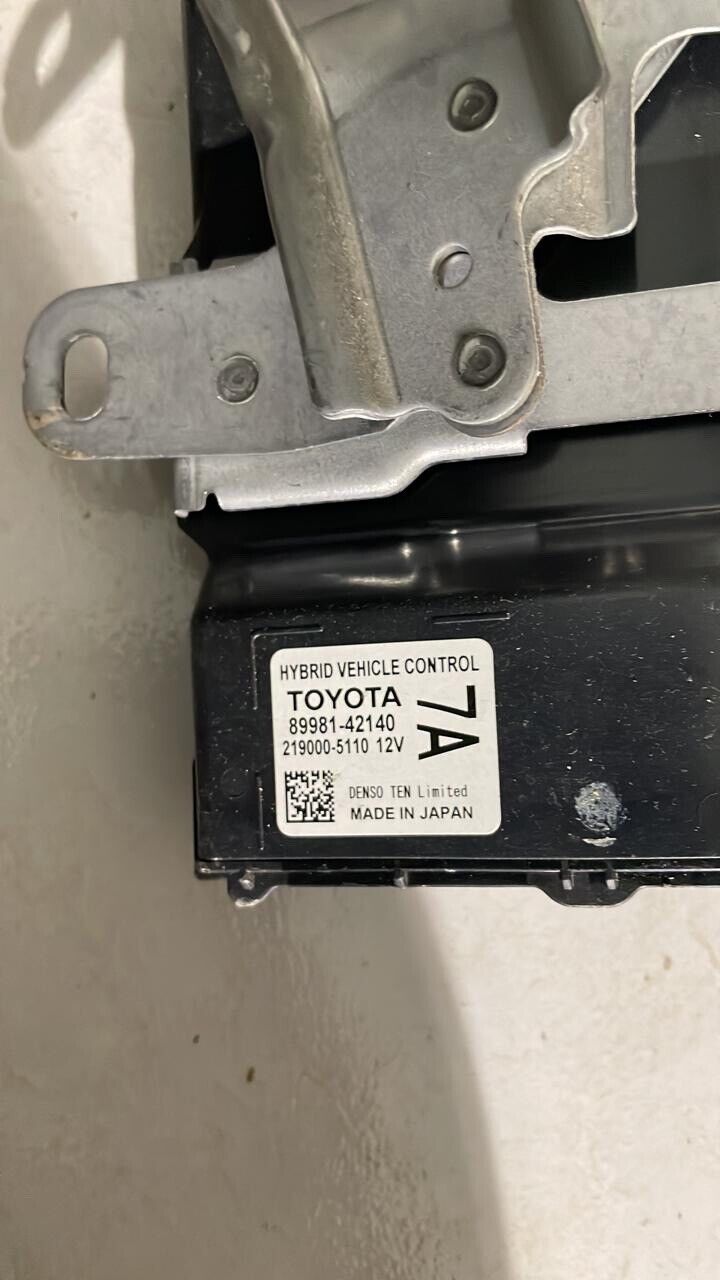 HYBRID VEHICLE CONTROL
TOYOTA
89981-42140
219000-5110 12V
7A
DENSO TEN Limited
MADE IN JAPAN